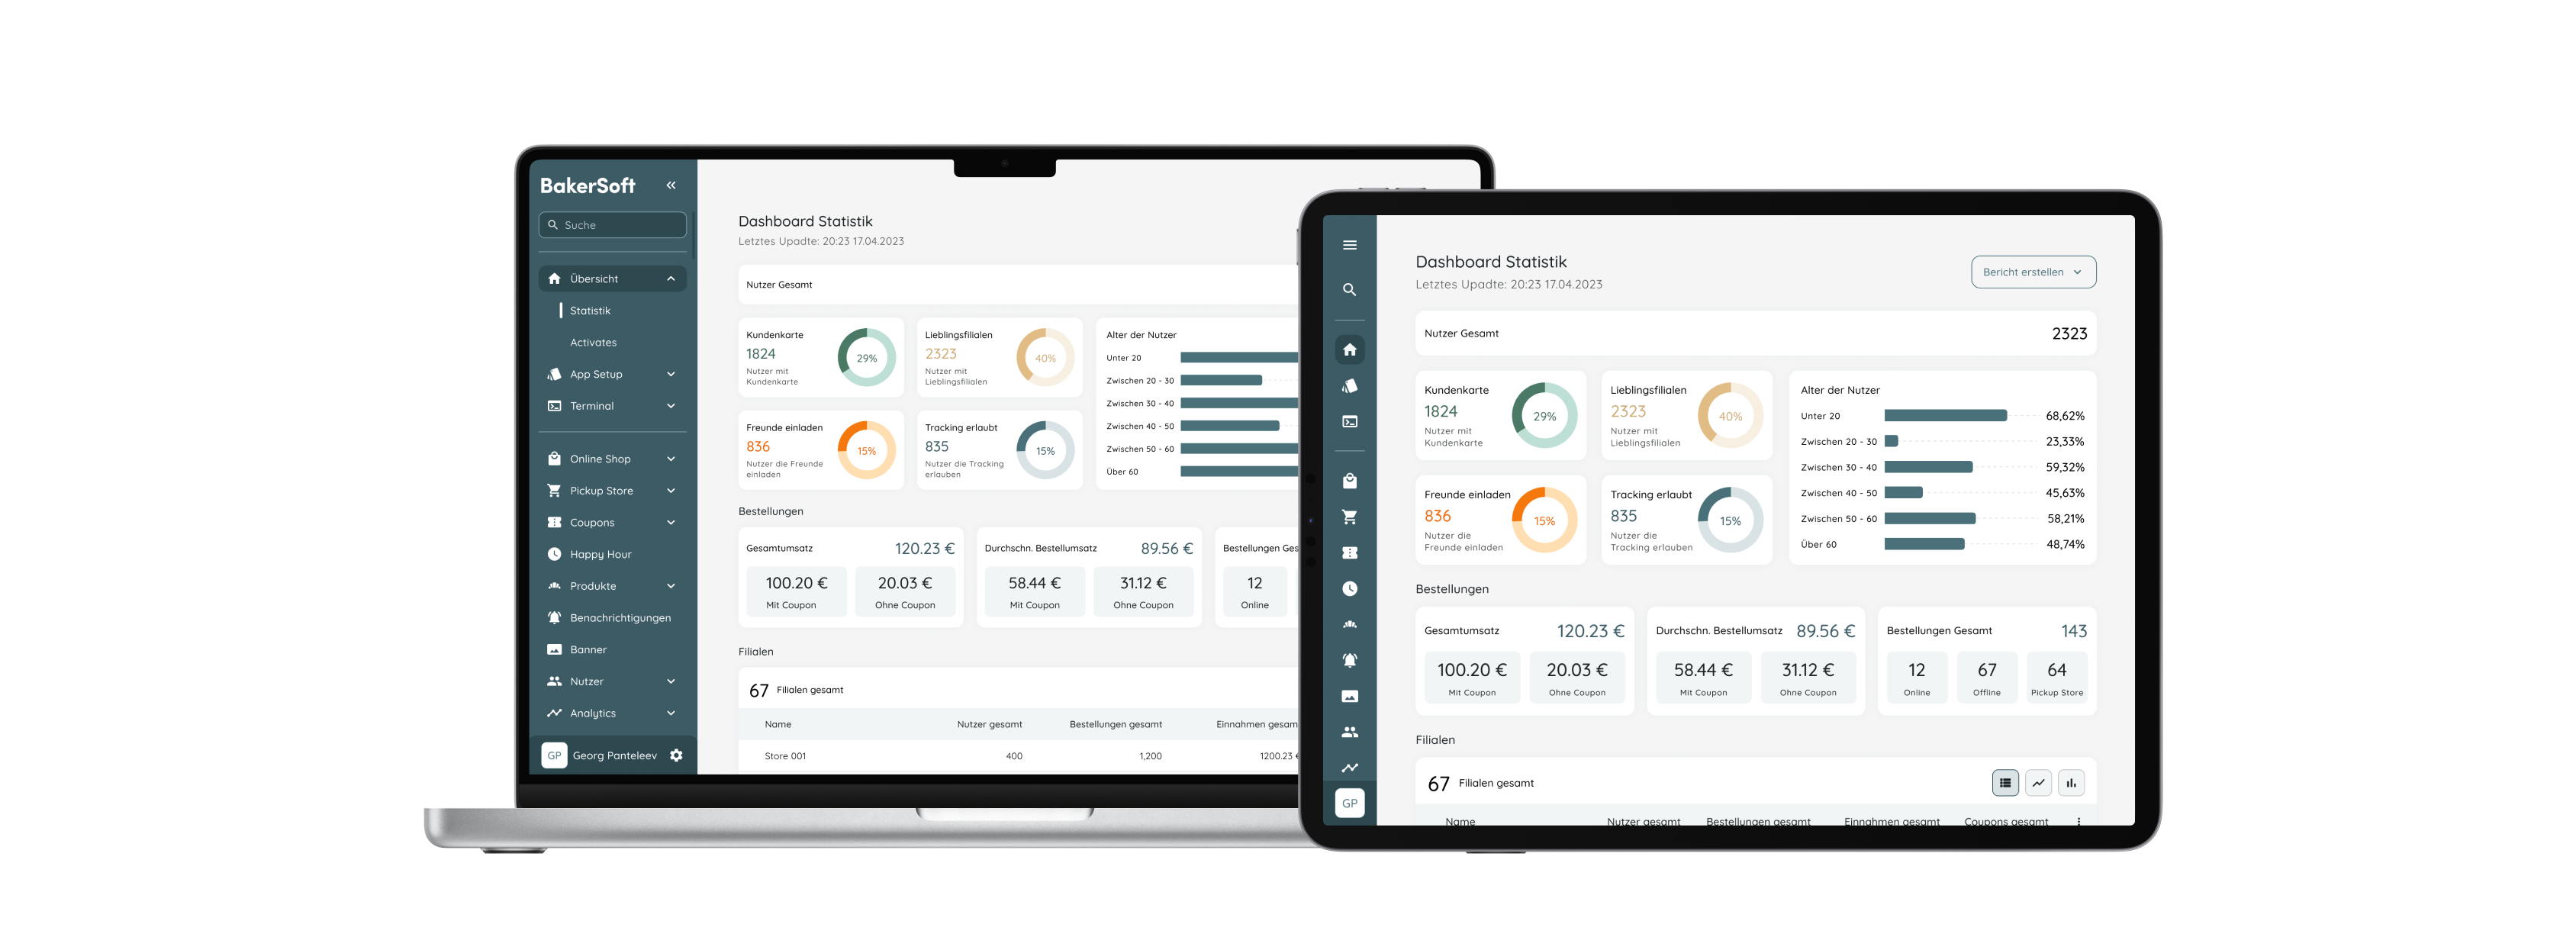 BakerSoft
Suche
Übersicht
Statistik
Activates
App Setup
Terminal
Online Shop
Pickup Store
Coupons
Happy Hour
Produkte
Benachrichtigungen
Banner
Nutzer
Analytics
GP Georg Panteleev
Dashboard Statistik
Letztes Upadte: 20:23 17.04.2023
Nutzer Gesamt
Kundenkarte
1824
Nutzer mit
Kundenkarte
29%
Lieblingsfilialen
2323
Nutzer mit
Lieblingsfilialen
40%
Freunde einladen
836
Nutzer die Freunde
einladen
15%
Tracking erlaubt
835
Nutzer die Tracking
erlauben
15%
Alter der Nutzer
Unter 20
Zwischen 20 - 30
Zwischen 30 - 40
Zwischen 40 - 50
Zwischen 50 - 60
Über 60
Bestellungen
Gesamtumsatz 120.23 €
100.20 € 20.03 €
Mit Coupon Ohne Coupon
Durchschn. Bestellumsatz 89.56 €
58.44 € 31.12 €
Mit Coupon Ohne Coupon
Bestellungen Ges
12
Online
Filialen
67 Filialen gesamt
Name Nutzer gesamt Bestellungen gesamt Einnahmen gesam
Store 001 400 1,200 1200.23 €
Dashboard Statistik
Letztes Upadte: 20:23 17.04.2023
Bericht erstellen
Nutzer Gesamt 2323
Kundenkarte
1824
Nutzer mit
Kundenkarte
29%
Lieblingsfilialen
2323
Nutzer mit
Lieblingsfilialen
40%
Freunde einladen
836
Nutzer die
Freunde einladen
15%
Tracking erlaubt
835
Nutzer die
Tracking erlauben
15%
Alter der Nutzer
Unter 20 68,62%
Zwischen 20 - 30 23,33%
Zwischen 30 - 40 59,32%
Zwischen 40 - 50 45,63%
Zwischen 50 - 60 58,21%
Über 60 48,74%
Bestellungen
Gesamtumsatz 120.23 €
100.20 € 20.03 €
Mit Coupon Ohne Coupon
Durchschn. Bestellumsatz 89.56 €
58.44 € 31.12 €
Mit Coupon Ohne Coupon
Bestellungen Gesamt 143
12 67 64
Online Offline Pickup Store
Filialen
67 Filialen gesamt
Name Nutzer gesamt Bestellungen gesamt Einnahmen gesamt Coupons gesamt
GP